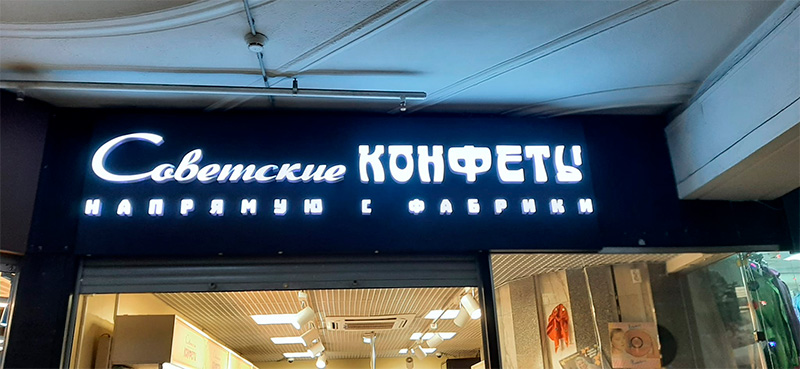 Советские КОНФЕТЫ
НАПРЯМУЮ С ФАБРИКИ